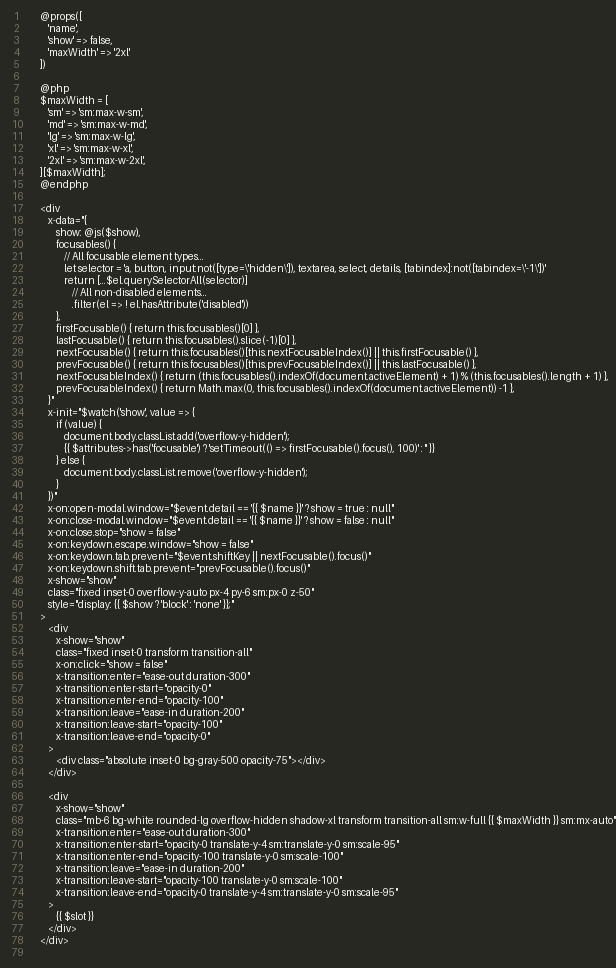 1 @props([
2 'name',
3 'show' => false,
4 'maxWidth' => '2xl'
5 ])
6
7 @php
8 $maxWidth = [
9 'sm' => 'sm:max-w-sm',
10 'md' => 'sm:max-w-md',
11 'lg' => 'sm:max-w-lg',
12 'xl' => 'sm:max-w-xl',
13 '2xl' => 'sm:max-w-2xl',
14 ][$maxWidth];
15 @endphp
16
17 <div
18 x-data="{
19 show: @js($show),
20 focusables() {
21 // All focusable element types...
22 let selector = 'a, button, input:not([type=\'hidden\']), textarea, select, details, [tabindex]:not([tabindex=\'-1\'])'
23 return [...$el.querySelectorAll(selector)]
24 // All non-disabled elements...
25 .filter(el => ! el.hasAttribute('disabled'))
26 },
27 firstFocusable() { return this.focusables()[0] },
28 lastFocusable() { return this.focusables().slice(-1)[0] },
29 nextFocusable() { return this.focusables()[this.nextFocusableIndex()] || this.firstFocusable() },
30 prevFocusable() { return this.focusables()[this.prevFocusableIndex()] || this.lastFocusable() },
31 nextFocusableIndex() { return (this.focusables().indexOf(document.activeElement) + 1) % (this.focusables().length + 1) },
32 prevFocusableIndex() { return Math.max(0, this.focusables().indexOf(document.activeElement)) -1 },
33 }"
34 x-init="$watch('show', value => {
35 if (value) {
36 document.body.classList.add('overflow-y-hidden');
37 {{ $attributes->has('focusable') ? 'setTimeout(() => firstFocusable().focus(), 100)' : '' }}
38 } else {
39 document.body.classList.remove('overflow-y-hidden');
40 }
41 })"
42 x-on:open-modal.window="$event.detail == '{{ $name }}' ? show = true : null"
43 x-on:close-modal.window="$event.detail == '{{ $name }}' ? show = false : null"
44 x-on:close.stop="show = false"
45 x-on:keydown.escape.window="show = false"
46 x-on:keydown.tab.prevent="$event.shiftKey || nextFocusable().focus()"
47 x-on:keydown.shift.tab.prevent="prevFocusable().focus()"
48 x-show="show"
49 class="fixed inset-0 overflow-y-auto px-4 py-6 sm:px-0 z-50"
50 style="display: {{ $show ? 'block' : 'none' }};"
51 >
52 <div
53 x-show="show"
54 class="fixed inset-0 transform transition-all"
55 x-on:click="show = false"
56 x-transition:enter="ease-out duration-300"
57 x-transition:enter-start="opacity-0"
58 x-transition:enter-end="opacity-100"
59 x-transition:leave="ease-in duration-200"
60 x-transition:leave-start="opacity-100"
61 x-transition:leave-end="opacity-0"
62 >
63 <div class="absolute inset-0 bg-gray-500 opacity-75"></div>
64 </div>
65
66 <div
67 x-show="show"
68 class="mb-6 bg-white rounded-lg overflow-hidden shadow-xl transform transition-all sm:w-full {{ $maxWidth }} sm:mx-auto"
69 x-transition:enter="ease-out duration-300"
70 x-transition:enter-start="opacity-0 translate-y-4 sm:translate-y-0 sm:scale-95"
71 x-transition:enter-end="opacity-100 translate-y-0 sm:scale-100"
72 x-transition:leave="ease-in duration-200"
73 x-transition:leave-start="opacity-100 translate-y-0 sm:scale-100"
74 x-transition:leave-end="opacity-0 translate-y-4 sm:translate-y-0 sm:scale-95"
75 >
76 {{ $slot }}
77 </div>
78 </div>
79